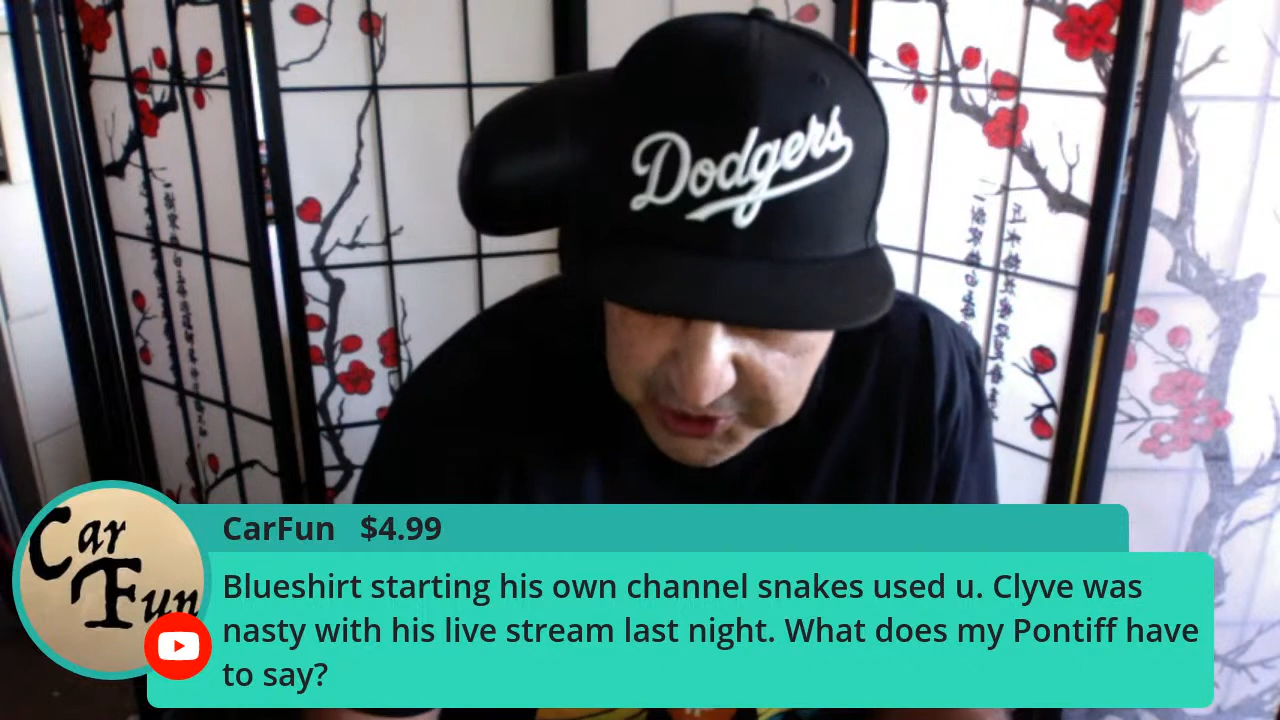 Dodgers
Car
Fun
CarFun $4.99
Blueshirt starting his own channel snakes used u. Clyve was
nasty with his live stream last night. What does my Pontiff have
to say?